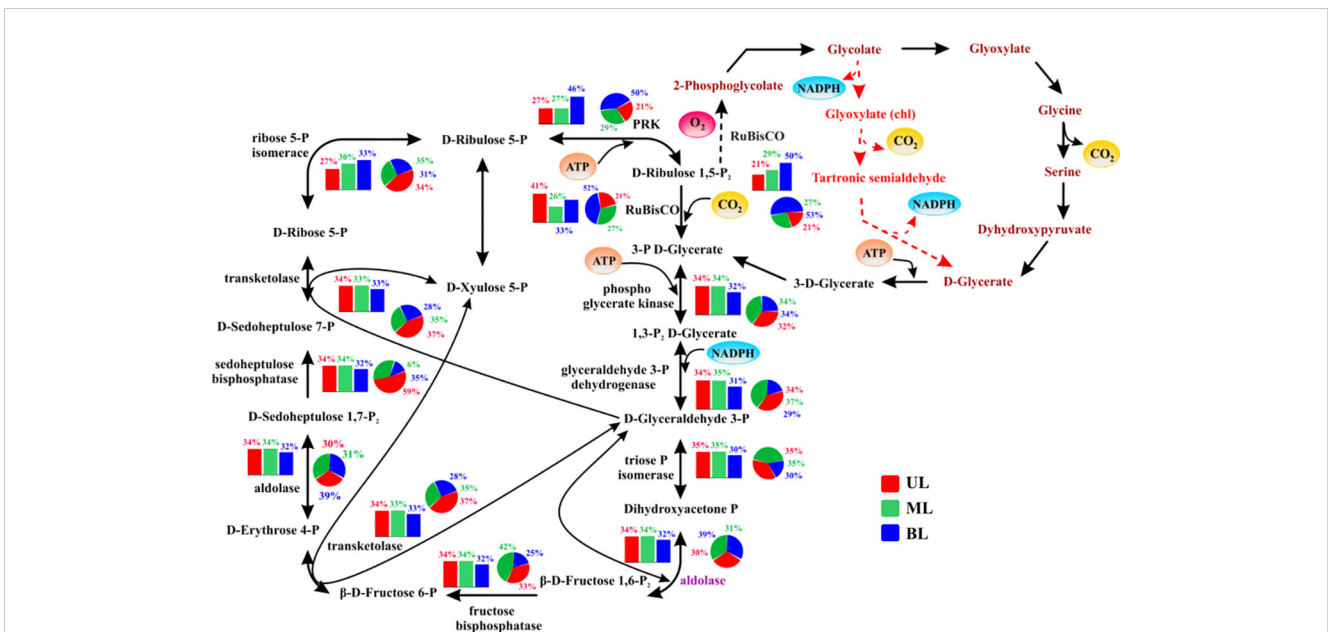 Glycolate
Glyoxylate
2-Phosphoglycolate
NADPH
Glycine
Glyoxylate (chl)
CO2
CO2
Serine
Tartronic semialdehyde
NADPH
Dyhydroxypyruvate
ATP
D-Glycerate
3-D-Glycerate
46%
27% 27%
50%
21%
29%
PRK
O2
RuBisCO
ribose 5-P
isomerace
D-Ribulose 5-P
27% 30% 33%
35%
31%
34%
ATP
D-Ribulose 1,5-P2
21% 29% 50%
41% 26% 33%
52%
21%
27%
RuBisCO
CO2
27%
53%
21%
D-Ribose 5-P
3-P D-Glycerate
transketolase
34% 33% 33%
28%
35%
37%
D-Xyulose 5-P
ATP
phospho
glycerate kinase
34% 34% 32%
34%
34%
32%
D-Sedoheptulose 7-P
1,3-P2 D-Glycerate
sedoheptulose
bisphosphatase
34% 34% 32%
6%
35%
59%
glyceraldehyde 3-P
dehydrogenase
NADPH
34% 35% 31%
34%
37%
29%
D-Sedoheptulose 1,7-P2
D-Glyceraldehyde 3-P
34% 34% 32%
30%
31%
39%
aldolase
triose P
isomerase
35% 35% 30%
35%
35%
30%
D-Erythrose 4-P
34% 33% 33%
28%
35%
37%
transketolase
Dihydroxyacetone P
34% 34% 32%
39%
31%
30%
aldolase
34% 34% 32%
42%
25%
33%
β-D-Fructose 1,6-P2
β-D-Fructose 6-P
fructose
bisphosphatase
UL
ML
BL